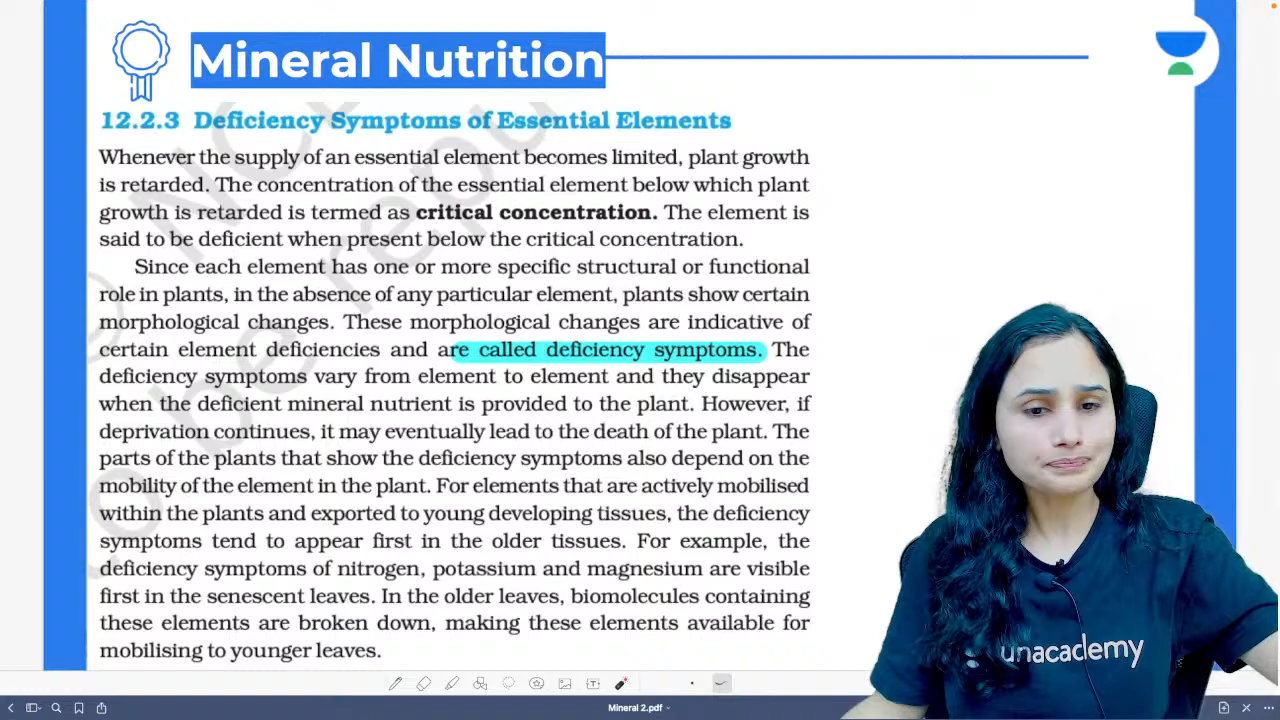 Mineral Nutrition
12.2.3 Deficiency Symptoms of Essential Elements
Whenever the supply of an essential element becomes limited, plant growth
is retarded. The concentration of the essential element below which plant
growth is retarded is termed as critical concentration. The element is
said to be deficient when present below the critical concentration.
Since each element has one or more specific structural or functional
role in plants, in the absence of any particular element, plants show certain
morphological changes. These morphological changes are indicative of
certain element deficiencies and are called deficiency symptoms. The
deficiency symptoms vary from element to element and they disappear
when the deficient mineral nutrient is provided to the plant. However, if
deprivation continues, it may eventually lead to the death of the plant. The
parts of the plants that show the deficiency symptoms also depend on the
mobility of the element in the plant. For elements that are actively mobilised
within the plants and exported to young developing tissues, the deficiency
symptoms tend to appear first in the older tissues. For example, the
deficiency symptoms of nitrogen, potassium and magnesium are visible
first in the senescent leaves. In the older leaves, biomolecules containing
these elements are broken down, making these elements available for
mobilising to younger leaves.
unacademy
Mineral 2.pdf